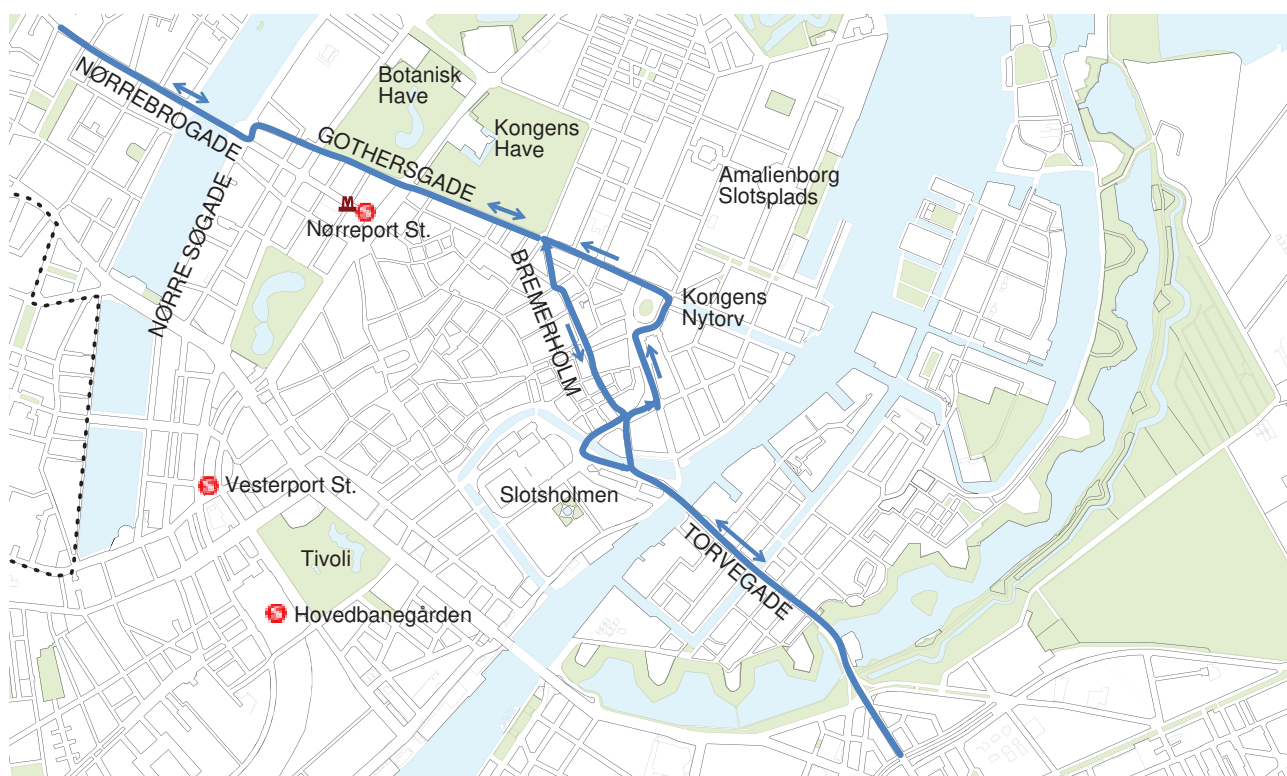 NØRREBROGADE
Botanisk
Have
GOTHERSGADE
Kongens
Have
Amalienborg
Slotsplads
M
S
Nørreport St.
NØRRE SØGADE
BREMERHOLM
Kongens
Nytorv
S
Vesterport St.
Slotsholmen
TORVEGADE
Tivoli
S
Hovedbanegården